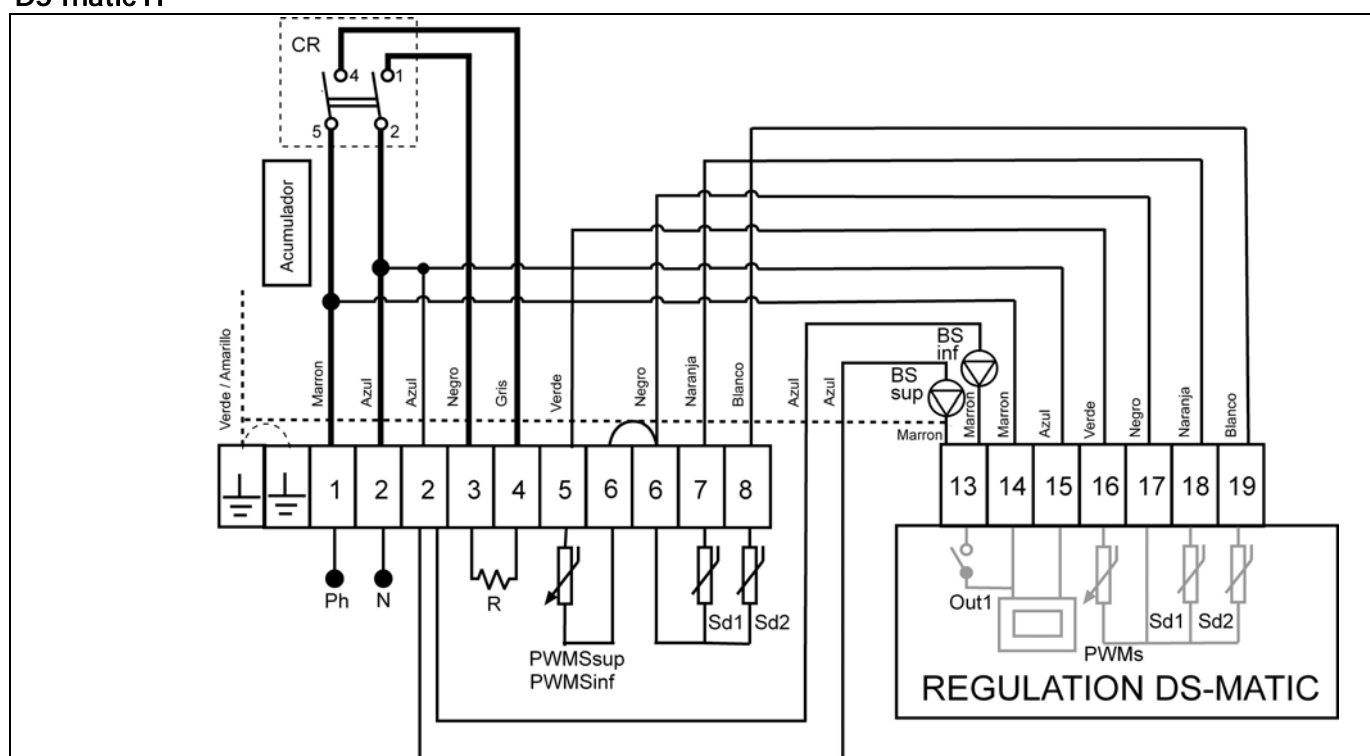 CR
4
1
5
2
Acumulador
Verde / Amarillo
Marron
Azul
Azul
Negro
Gris
Verde
Negro
Naranja
Blanco
Azul
Azul
BS
inf
BS
sup
Marron
Marron
Marron
Azul
Verde
Negro
Naranja
Blanco
1 2 2 3 4 5 6 6 7 8
13 14 15 16 17 18 19
Ph N R Sd1 Sd2
PWMSsup
PWMSinf
Out1 Sd1 Sd2
PWMs
REGULATION DS-MATIC